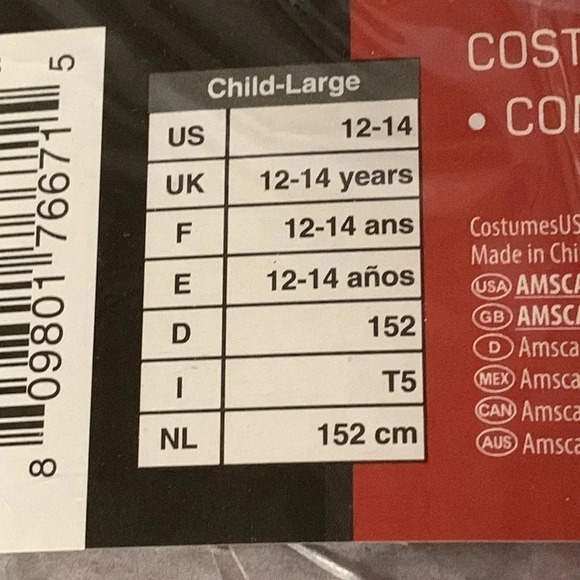 8 09801 76671 5
Child-Large
US 12-14
UK 12-14 years
F 12-14 ans
E 12-14 años
D 152
I T5
NL 152 cm
COST
• CO
CostumesUS
Made in Chi
USA AMSCA
GB AMSCA
D Amsca
MEX Amsca
CAN Amsca
AUS Amsca